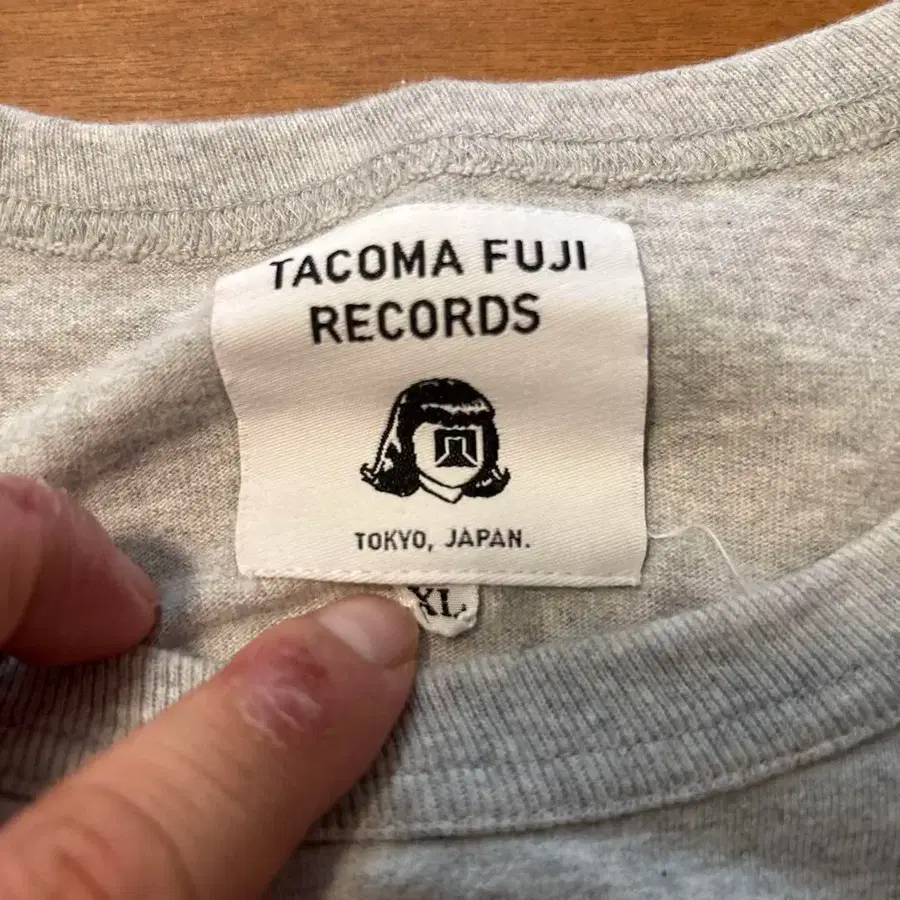 TACOMA FUJI
RECORDS
TOKYO, JAPAN.
XL